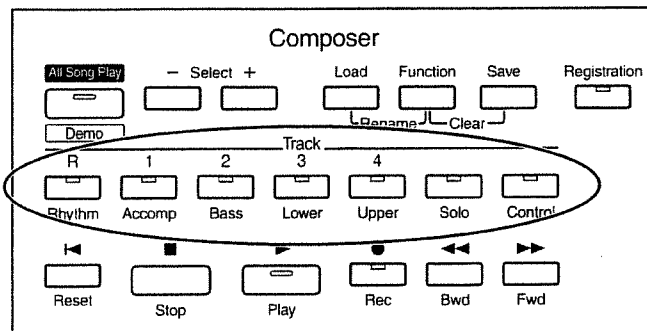 Composer
All Song Play - Select + Load Function Save Registration
Demo Rename Clear
Track
R 1 2 3 4
Rhythm Accomp Bass Lower Upper Solo Control
Reset Stop Play Rec Bwd Fwd